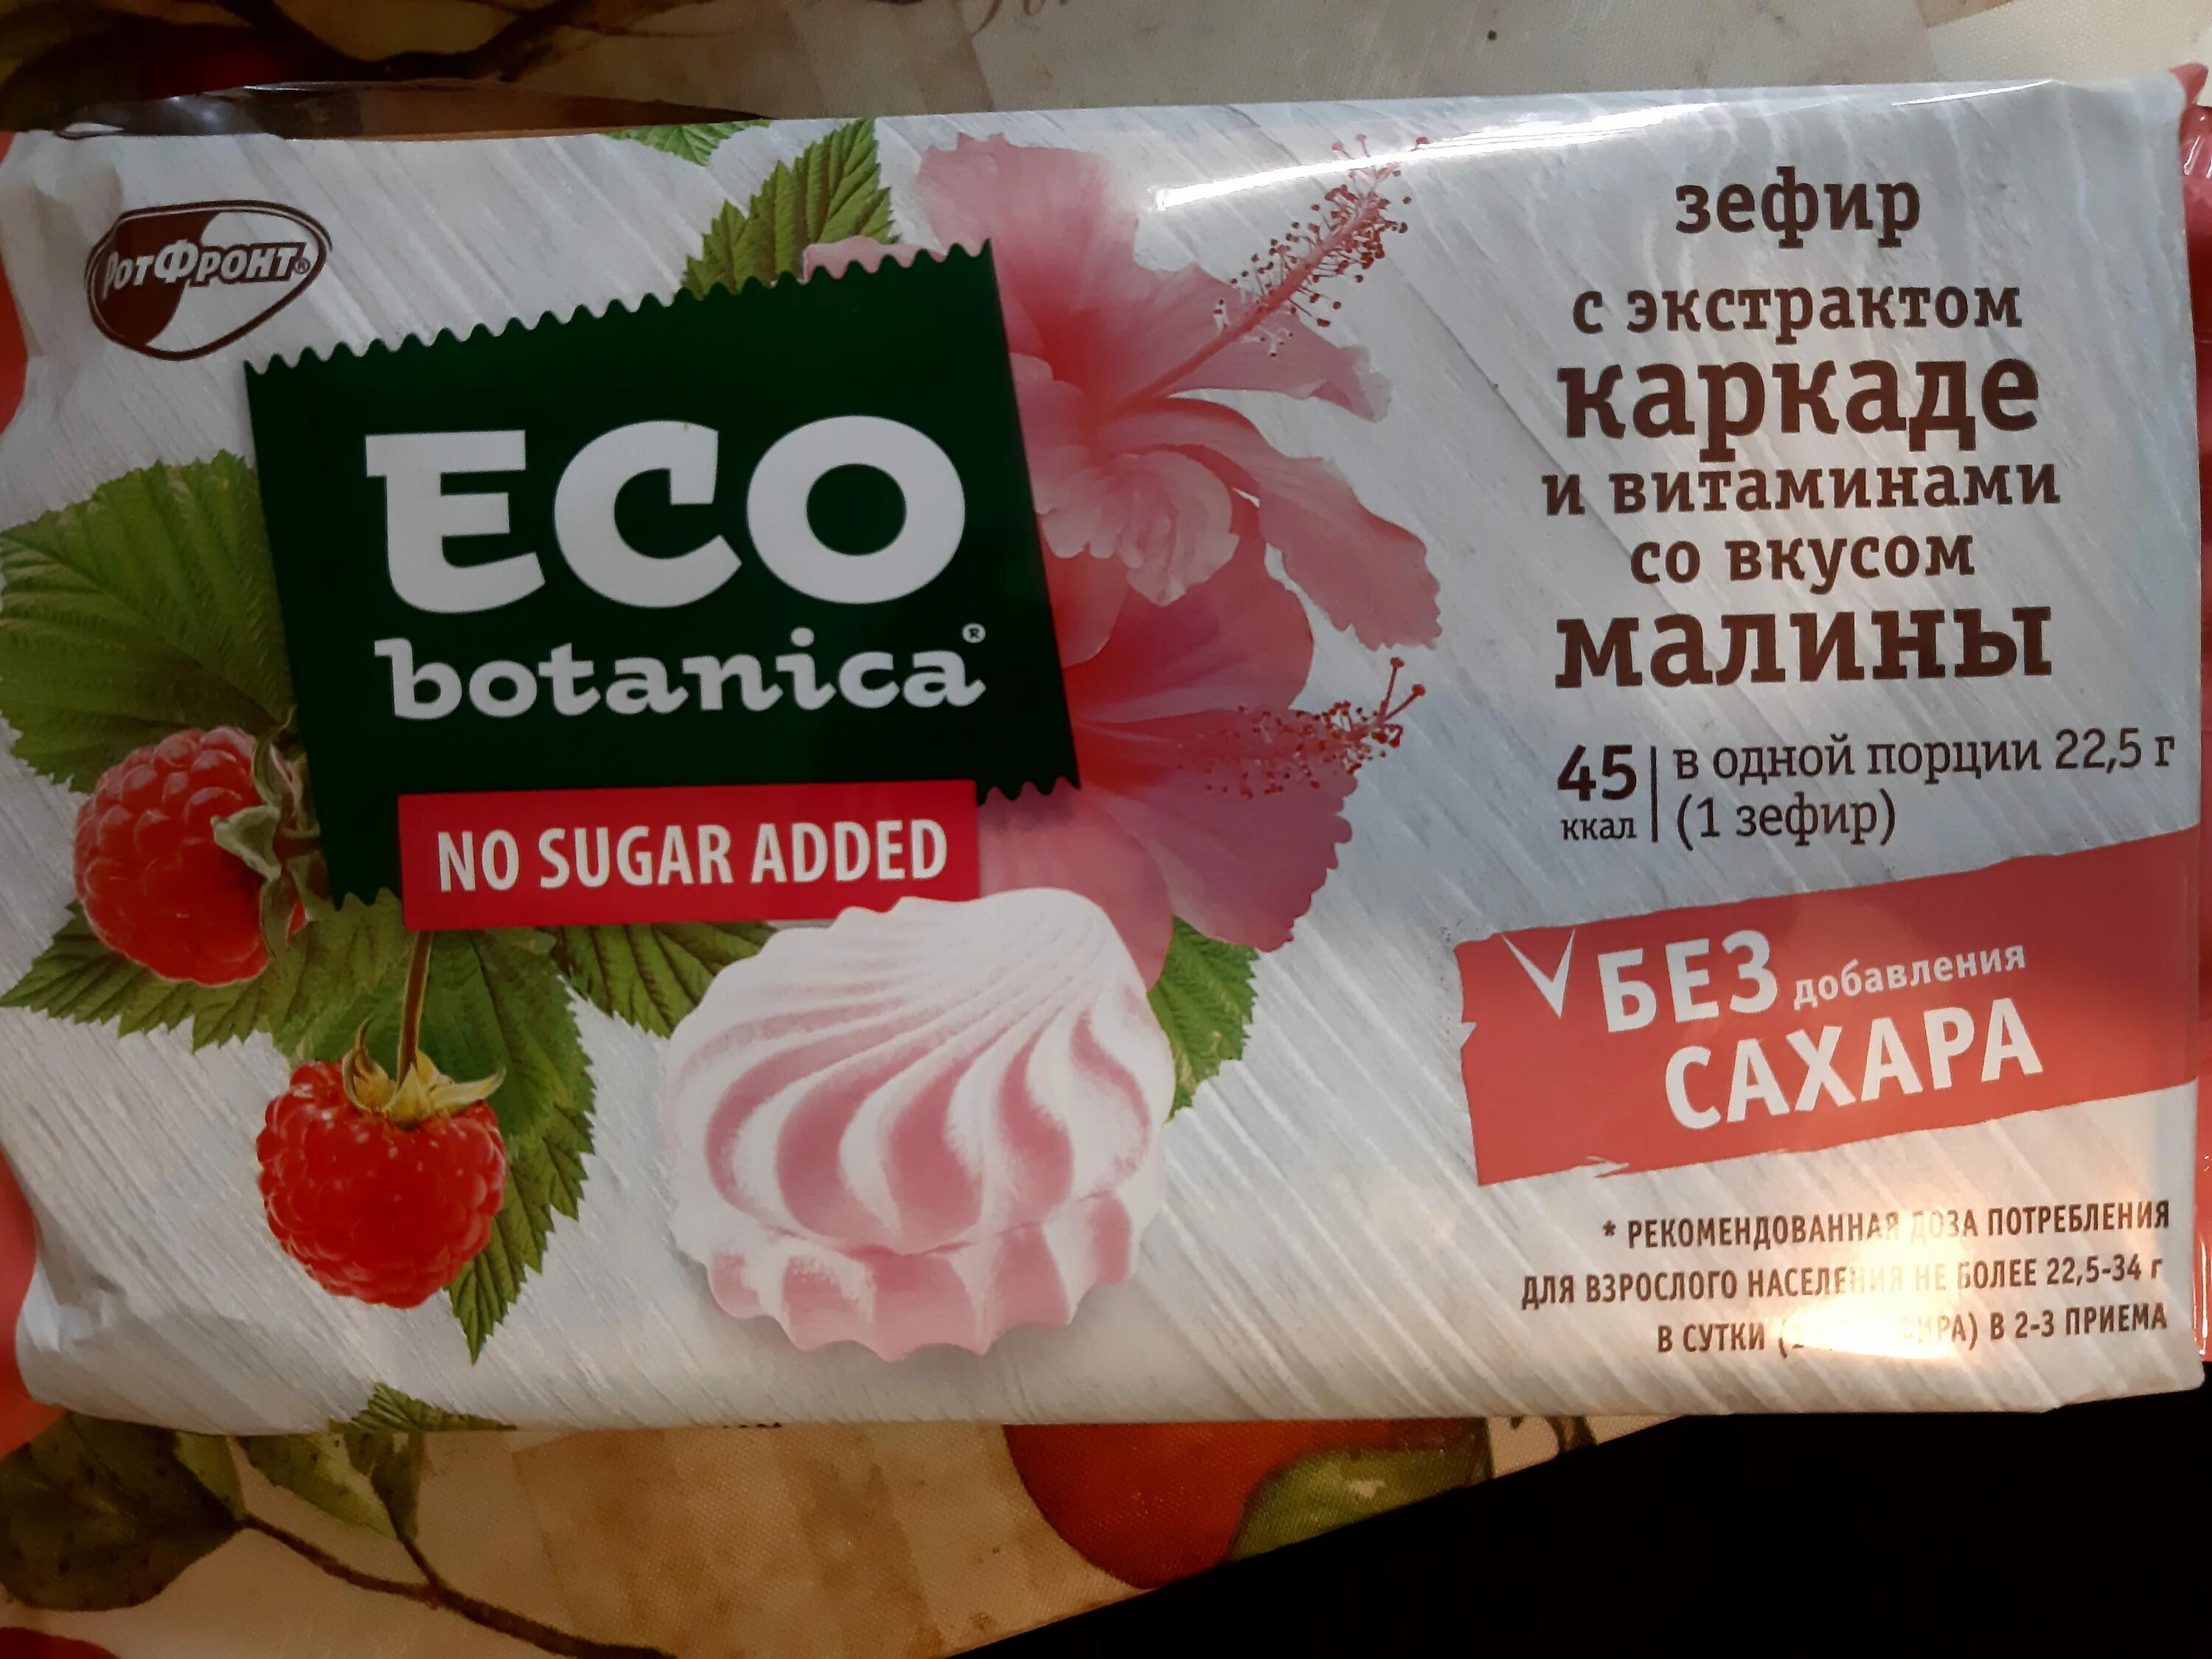 РотФронт®
ECO
botanica®
NO SUGAR ADDED
зефир
с экстрактом
каркаде
и витаминами
со вкусом
малины
45 ккал
в одной порции 22,5 г
(1 зефир)
БЕЗ добавления
САХАРА
* РЕКОМЕНДОВАННАЯ ДОЗА ПОТРЕБЛЕНИЯ
ДЛЯ ВЗРОСЛОГО НАСЕЛЕНИЯ НЕ БОЛЕЕ 22,5-34 г
В СУТКИ В 2-3 ПРИЕМА